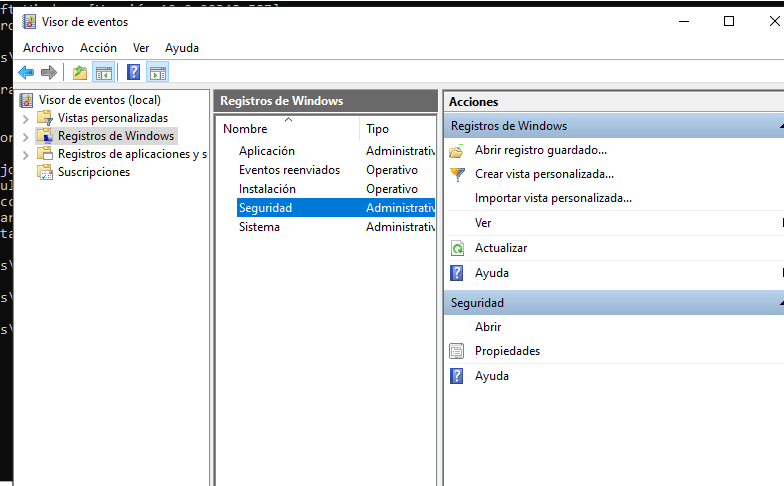 Visor de eventos
Archivo Acción Ver Ayuda
Visor de eventos (local)
Vistas personalizadas
Registros de Windows
Registros de aplicaciones y s
Suscripciones
Registros de Windows
Nombre Tipo
Aplicación Administrativ
Eventos reenviados Operativo
Instalación Operativo
Seguridad Administrativ
Sistema Administrativ
Acciones
Registros de Windows
Abrir registro guardado...
Crear vista personalizada...
Importar vista personalizada...
Ver
Actualizar
Ayuda
Seguridad
Abrir
Propiedades
Ayuda